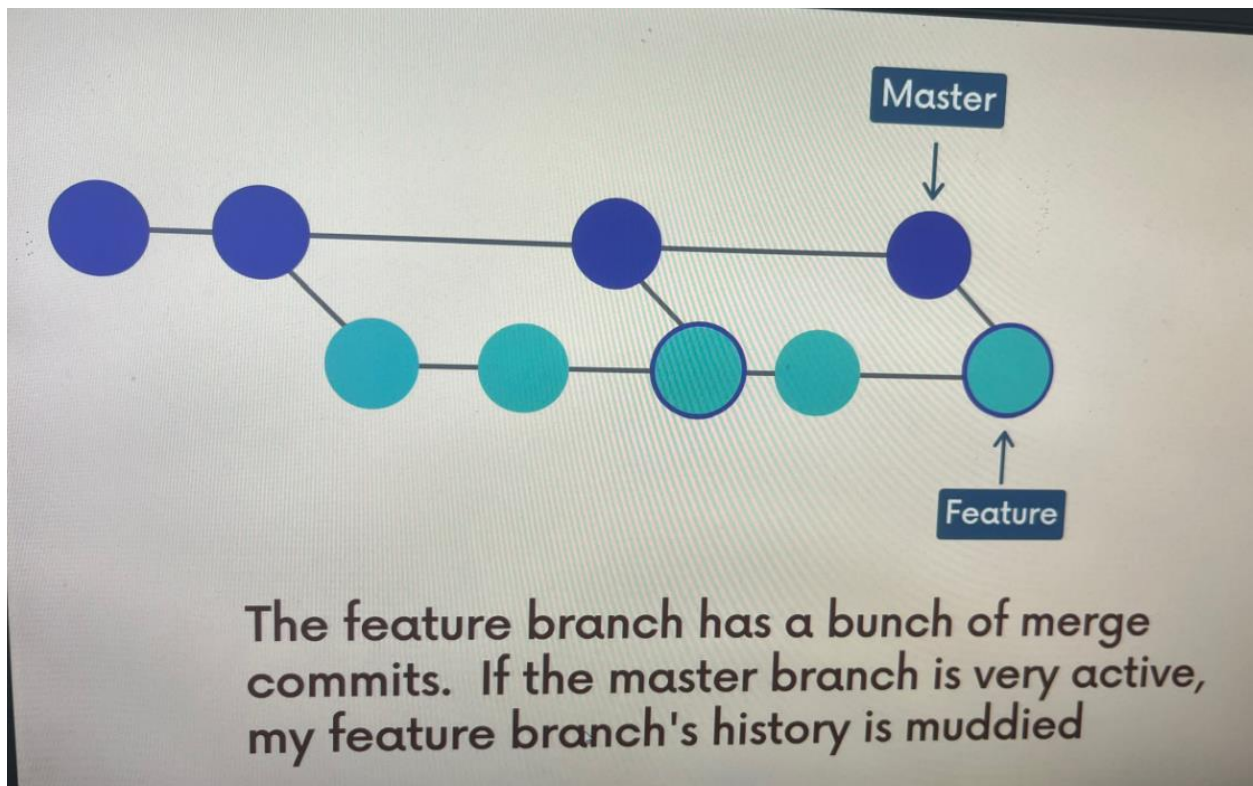 Master
Feature
The feature branch has a bunch of merge
commits. If the master branch is very active,
my feature branch's history is muddied